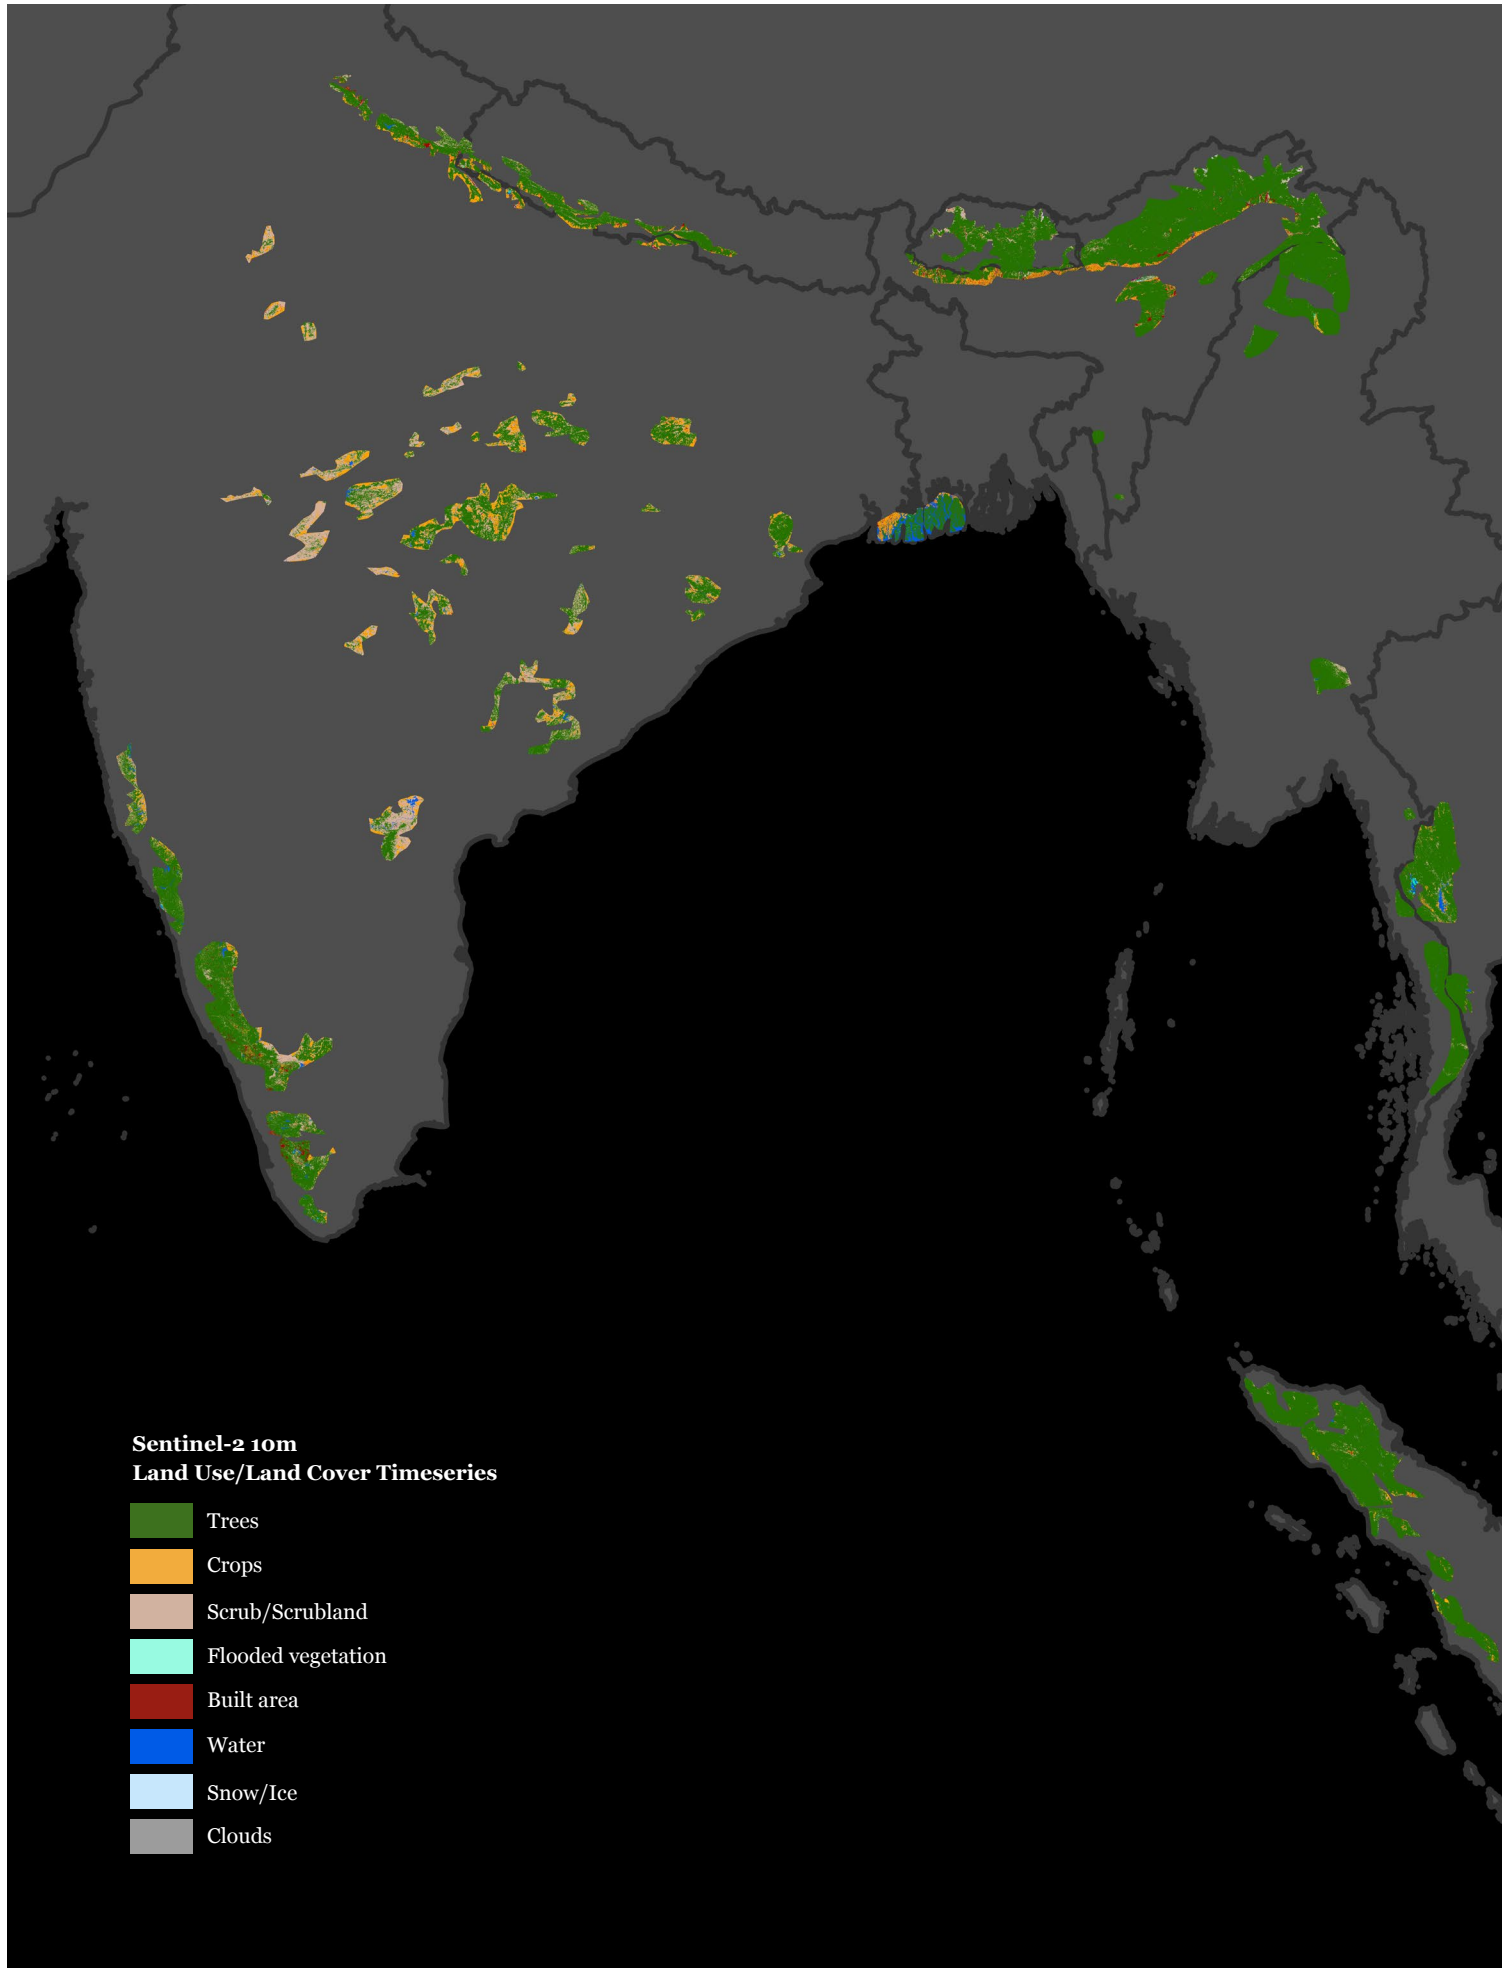 Sentinel-2 10m
Land Use/Land Cover Timeseries
Trees
Crops
Scrub/Scrubland
Flooded vegetation
Built area
Water
Snow/Ice
Clouds